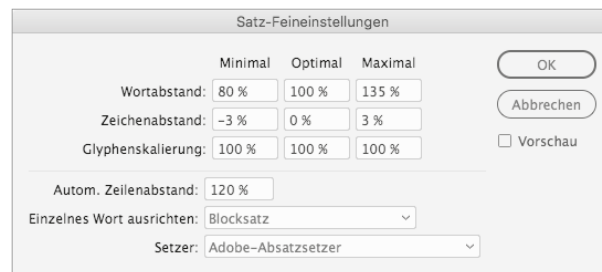 Satz-Feineinstellungen
Minimal Optimal Maximal
Wortabstand: 80 % 100 % 135 %
Zeichenabstand: −3 % 0 % 3 %
Glyphenskalierung: 100 % 100 % 100 %
Autom. Zeilenabstand: 120 %
Einzelnes Wort ausrichten: Blocksatz
Setzer: Adobe-Absatzsetzer
OK
Abbrechen
Vorschau